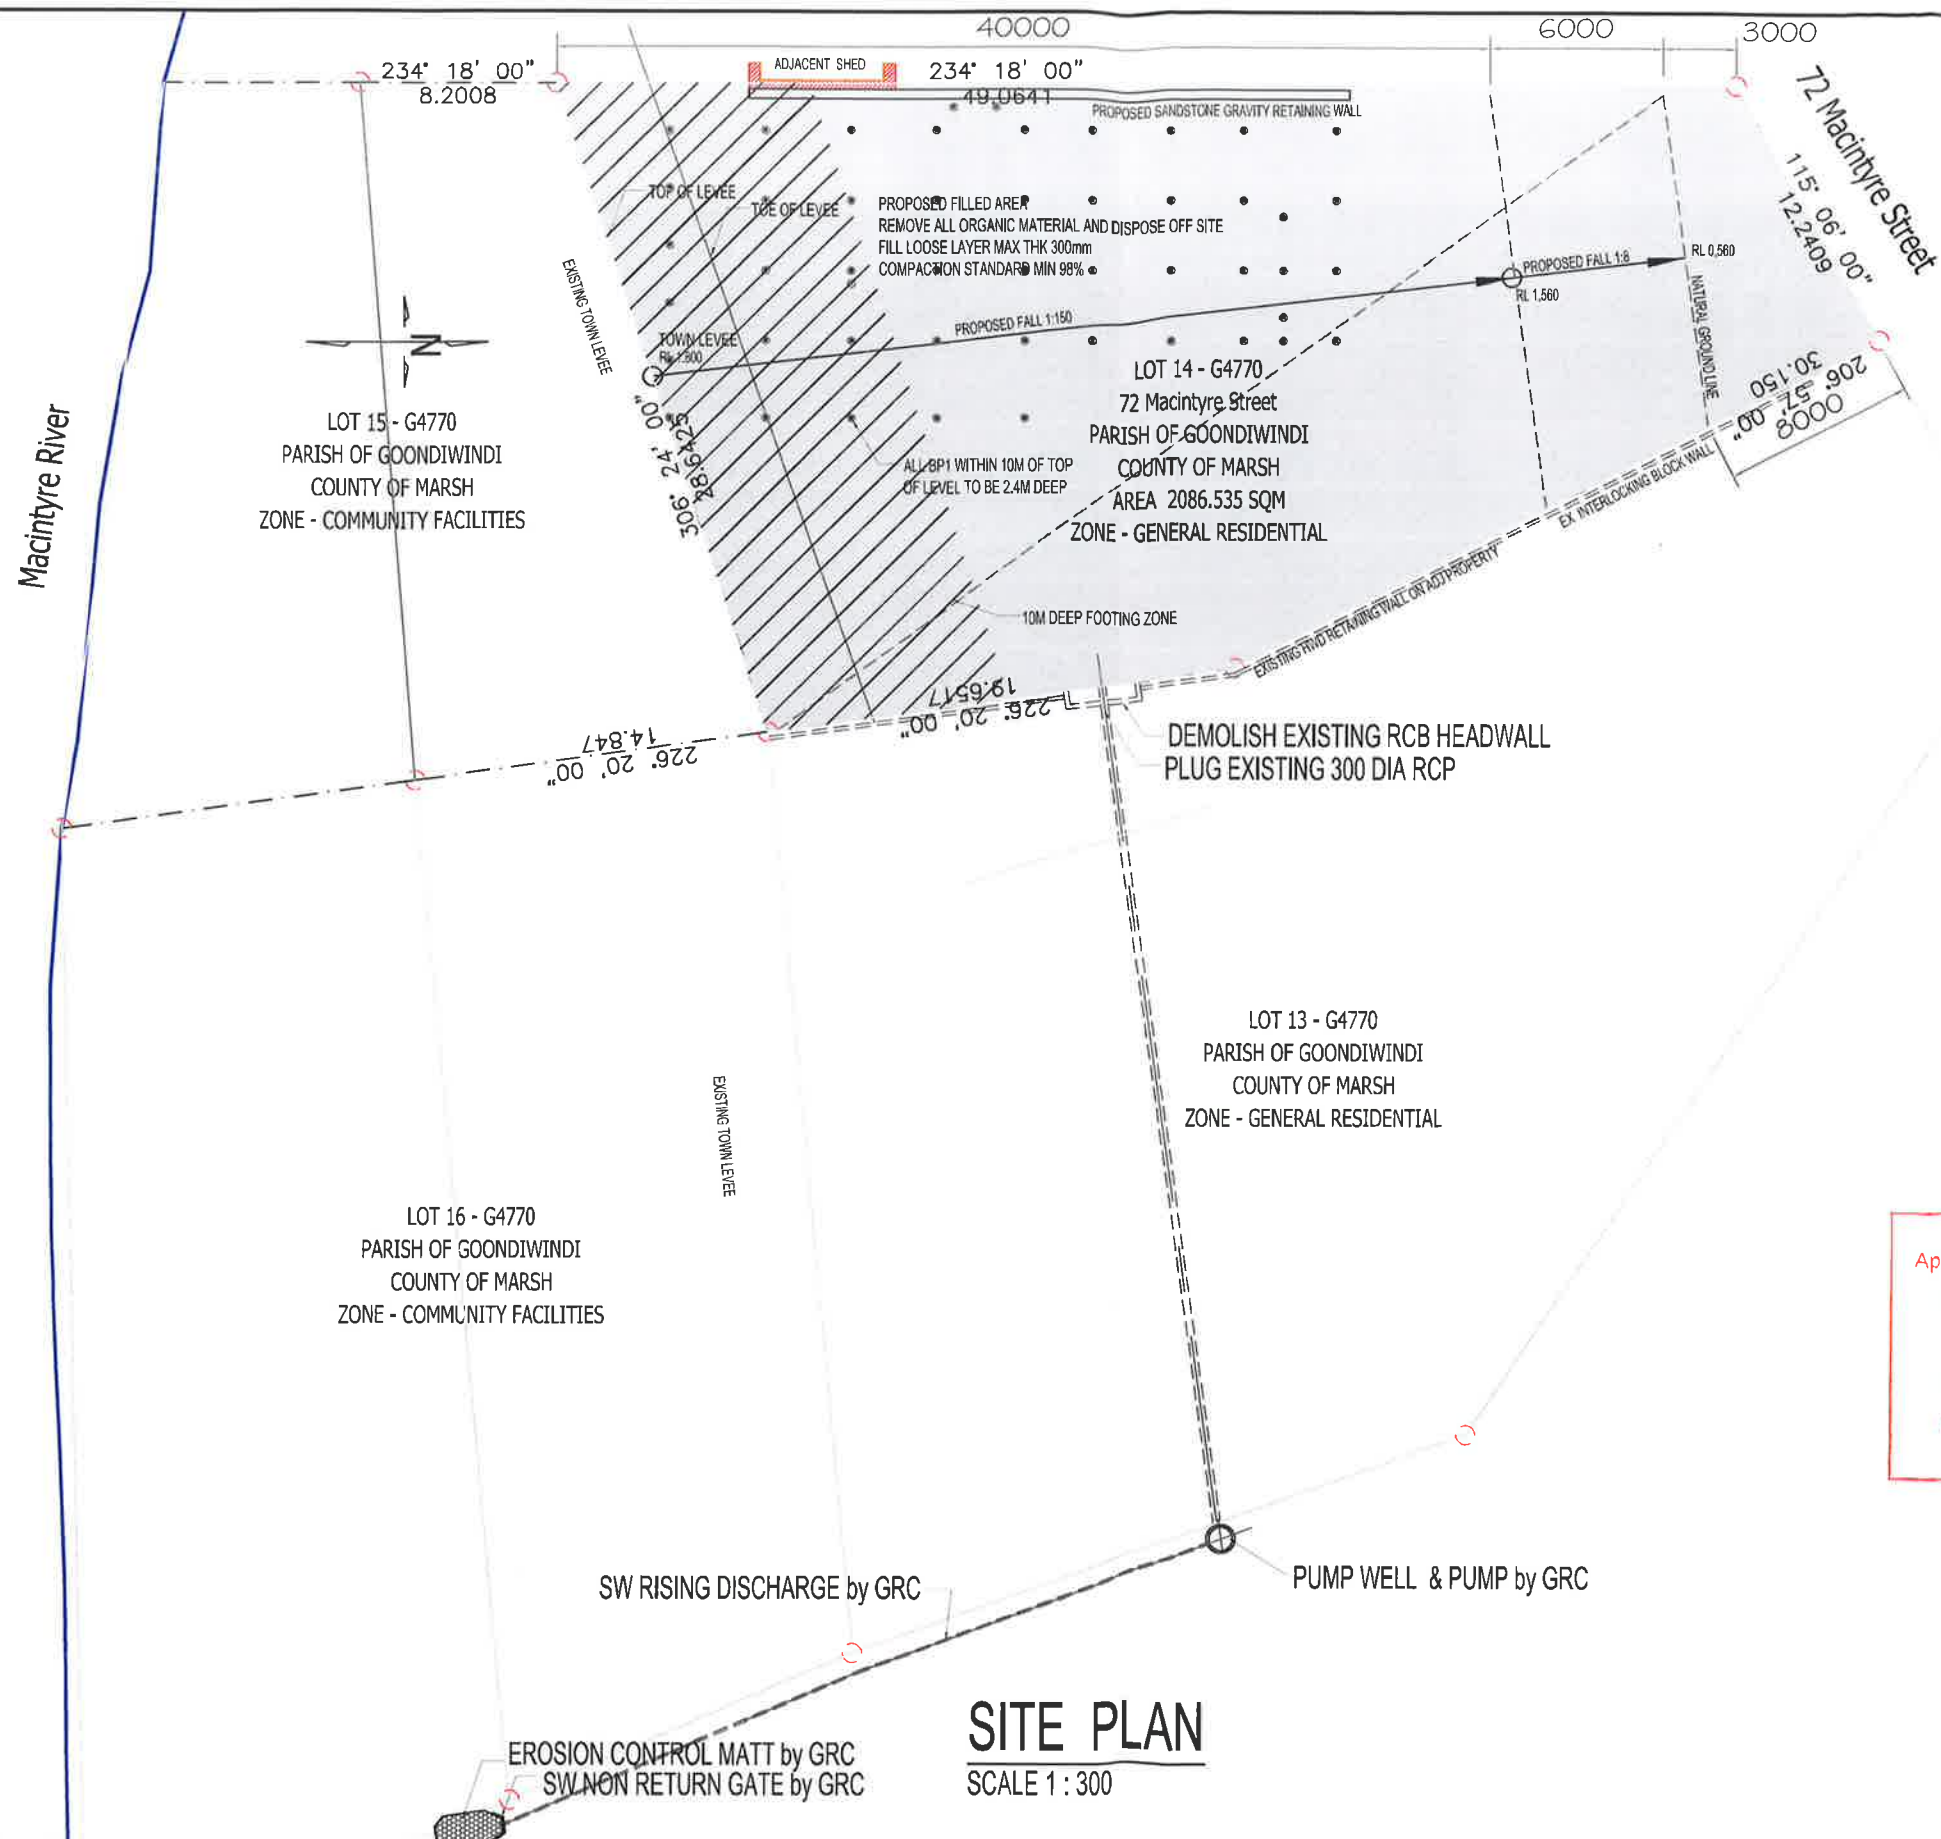 40000
6000
3000
234° 18' 00"
8.2008
ADJACENT SHED
234° 18' 00"
49.0641
PROPOSED SANDSTONE GRAVITY RETAINING WALL
72 Macintyre Street
115° 06' 00"
12.2409
TOP OF LEVEE
TOE OF LEVEE
PROPOSED FILLED AREA
REMOVE ALL ORGANIC MATERIAL AND DISPOSE OFF SITE
FILL LOOSE LAYER MAX THK 300mm
COMPACTION STANDARD MIN 98%
EXISTING TOWN LEVEE
PROPOSED FALL 1:8
RL 0,560
RL 1,560
NATURAL GROUND LINE
PROPOSED FALL 1:150
TOWN LEVEE
RL 1.800
N
306° 24' 00"
28.6425
LOT 14 - G4770
72 Macintyre Street
PARISH OF GOONDIWINDI
COUNTY OF MARSH
AREA 2086.535 SQM
ZONE - GENERAL RESIDENTIAL
206° 57' 00"
30.150
8000
LOT 15 - G4770
PARISH OF GOONDIWINDI
COUNTY OF MARSH
ZONE - COMMUNITY FACILITIES
Macintyre River
ALL BP1 WITHIN 10M OF TOP
OF LEVEL TO BE 2.4M DEEP
EX INTERLOCKING BLOCK WALL
EXISTING HWD RETAINING WALL ON ADJ PROPERTY
10M DEEP FOOTING ZONE
226° 20' 00"
19.6517
226° 20' 00"
14.847
DEMOLISH EXISTING RCB HEADWALL
PLUG EXISTING 300 DIA RCP
LOT 13 - G4770
PARISH OF GOONDIWINDI
COUNTY OF MARSH
ZONE - GENERAL RESIDENTIAL
EXISTING TOWN LEVEE
LOT 16 - G4770
PARISH OF GOONDIWINDI
COUNTY OF MARSH
ZONE - COMMUNITY FACILITIES
Ap
SW RISING DISCHARGE by GRC
PUMP WELL & PUMP by GRC
EROSION CONTROL MATT by GRC
SW NON RETURN GATE by GRC
SITE PLAN
SCALE 1 : 300